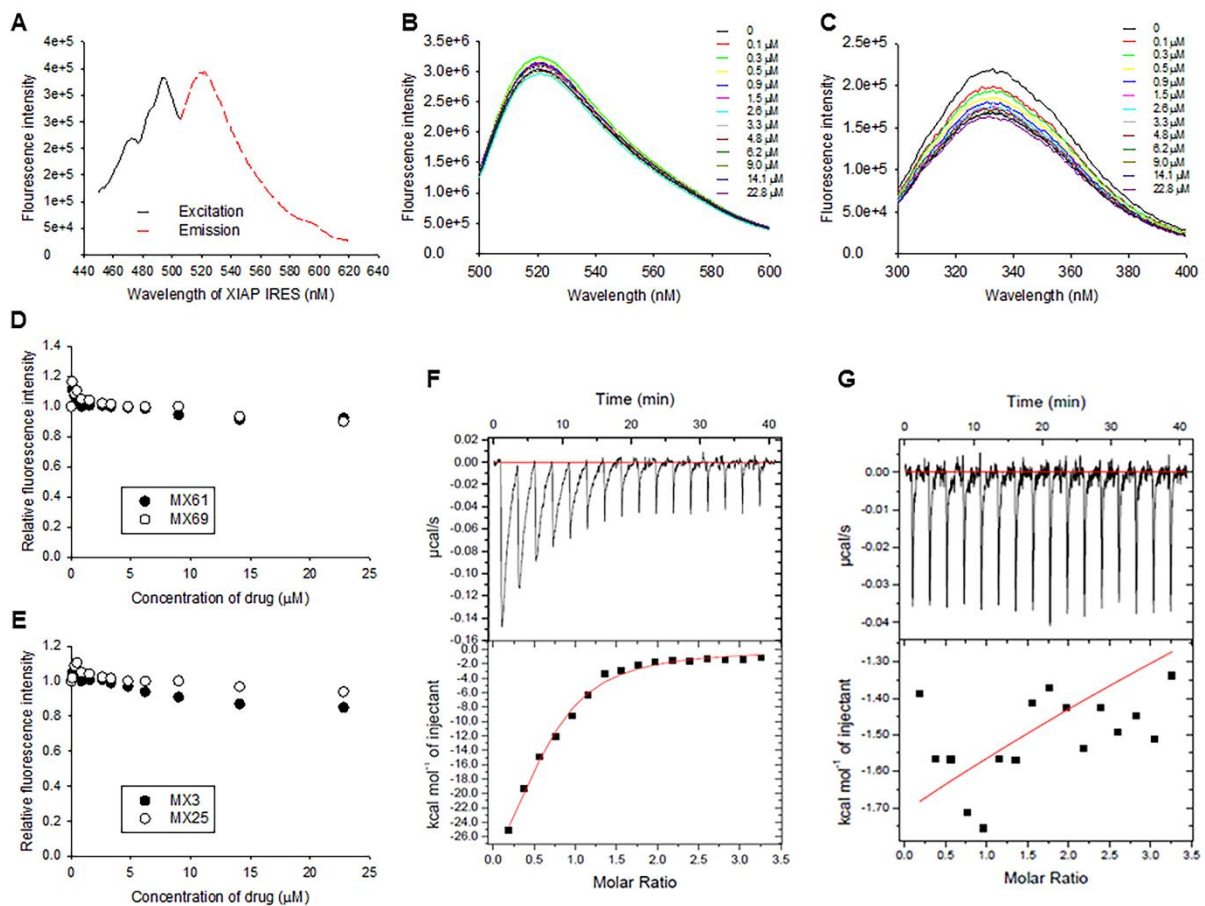 A
Flourescence intensity
4e+5
4e+5
3e+5
3e+5
2e+5
2e+5
1e+5
5e+4
0
Excitation
Emission
440 460 480 500 520 540 560 580 600 620 640
Wavelength of XIAP IRES (nM)
B
Flourescence intensity
3.5e+6
3.0e+6
2.5e+6
2.0e+6
1.5e+6
1.0e+6
5.0e+5
0.0
500 520 540 560 580 600
Wavelength (nM)
0
0.1 µM
0.3 µM
0.5 µM
0.9 µM
1.5 µM
2.6 µM
3.3 µM
4.8 µM
6.2 µM
9.0 µM
14.1 µM
22.8 µM
C
Fluorescence intensity
2.5e+5
2.0e+5
1.5e+5
1.0e+5
5.0e+4
0.0
300 320 340 360 380 400
Wavelength (nM)
0
0.1 µM
0.3 µM
0.5 µM
0.9 µM
1.5 µM
2.6 µM
3.3 µM
4.8 µM
6.2 µM
9.0 µM
14.1 µM
22.8 µM
D
Relative fluorescence intensity
1.4
1.2
1.0
0.8
0.6
0.4
0.2
0.0
MX61
MX69
0 5 10 15 20 25
Concentration of drug (µM)
E
Relative fluorescence intensity
1.2
1.0
0.8
0.6
0.4
0.2
0.0
MX3
MX25
0 5 10 15 20 25
Concentration of drug (µM)
F
Time (min)
0 10 20 30 40
µcal/s
0.02
0.00
-0.02
-0.04
-0.06
-0.08
-0.10
-0.12
-0.14
-0.16
kcal mol⁻¹ of injectant
-2.0
-4.0
-6.0
-8.0
-10.0
-12.0
-14.0
-16.0
-18.0
-20.0
-22.0
-24.0
-26.0
0.0 0.5 1.0 1.5 2.0 2.5 3.0 3.5
Molar Ratio
G
Time (min)
0 10 20 30 40
µcal/s
0.00
-0.01
-0.02
-0.03
-0.04
kcal mol⁻¹ of injectant
-1.30
-1.40
-1.50
-1.60
-1.70
0.0 0.5 1.0 1.5 2.0 2.5 3.0 3.5
Molar Ratio